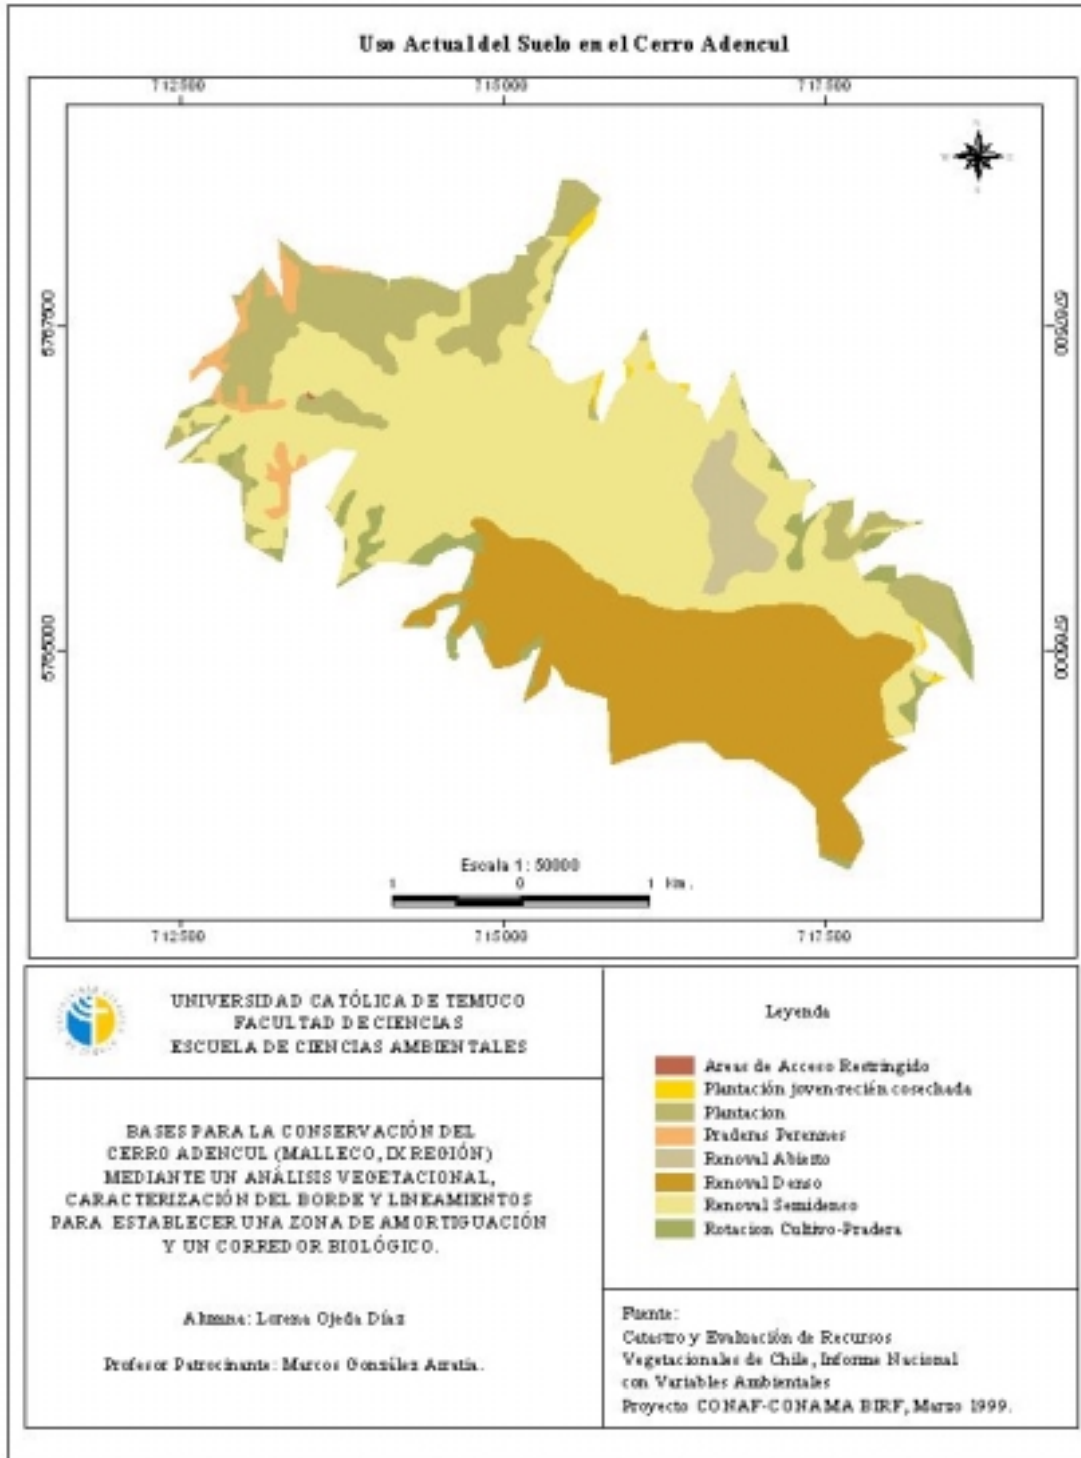 Uso Actual del Suelo en el Cerro Adencul
712500 715000 717500
5767500 5767500
5765000 5765000
Escala 1 : 50000
1 0 1 Km.
712500 715000 717500
UNIVERSIDAD CATÓLICA DE TEMUCO
FACULTAD DE CIENCIAS
ESCUELA DE CIENCIAS AMBIENTALES
BASES PARA LA CONSERVACIÓN DEL
CERRO ADENCUL (MALLECO, IX REGIÓN)
MEDIANTE UN ANÁLISIS VEGETACIONAL,
CARACTERIZACIÓN DEL BORDE Y LINEAMIENTOS
PARA ESTABLECER UNA ZONA DE AMORTIGUACIÓN
Y UN CORREDOR BIOLÓGICO.
Alumna: Lorena Ojeda Díaz
Profesor Patrocinante: Marcos González Arratia.
Leyenda
Areas de Acceso Restringido
Plantación joven-recién cosechada
Plantacion
Praderas Perennes
Renoval Abierto
Renoval Denso
Renoval Semidenso
Rotacion Cultivo-Pradera
Fuente:
Catastro y Evaluación de Recursos
Vegetacionales de Chile, Informe Nacional
con Variables Ambientales
Proyecto CONAF-CONAMA BIRF, Marzo 1999.